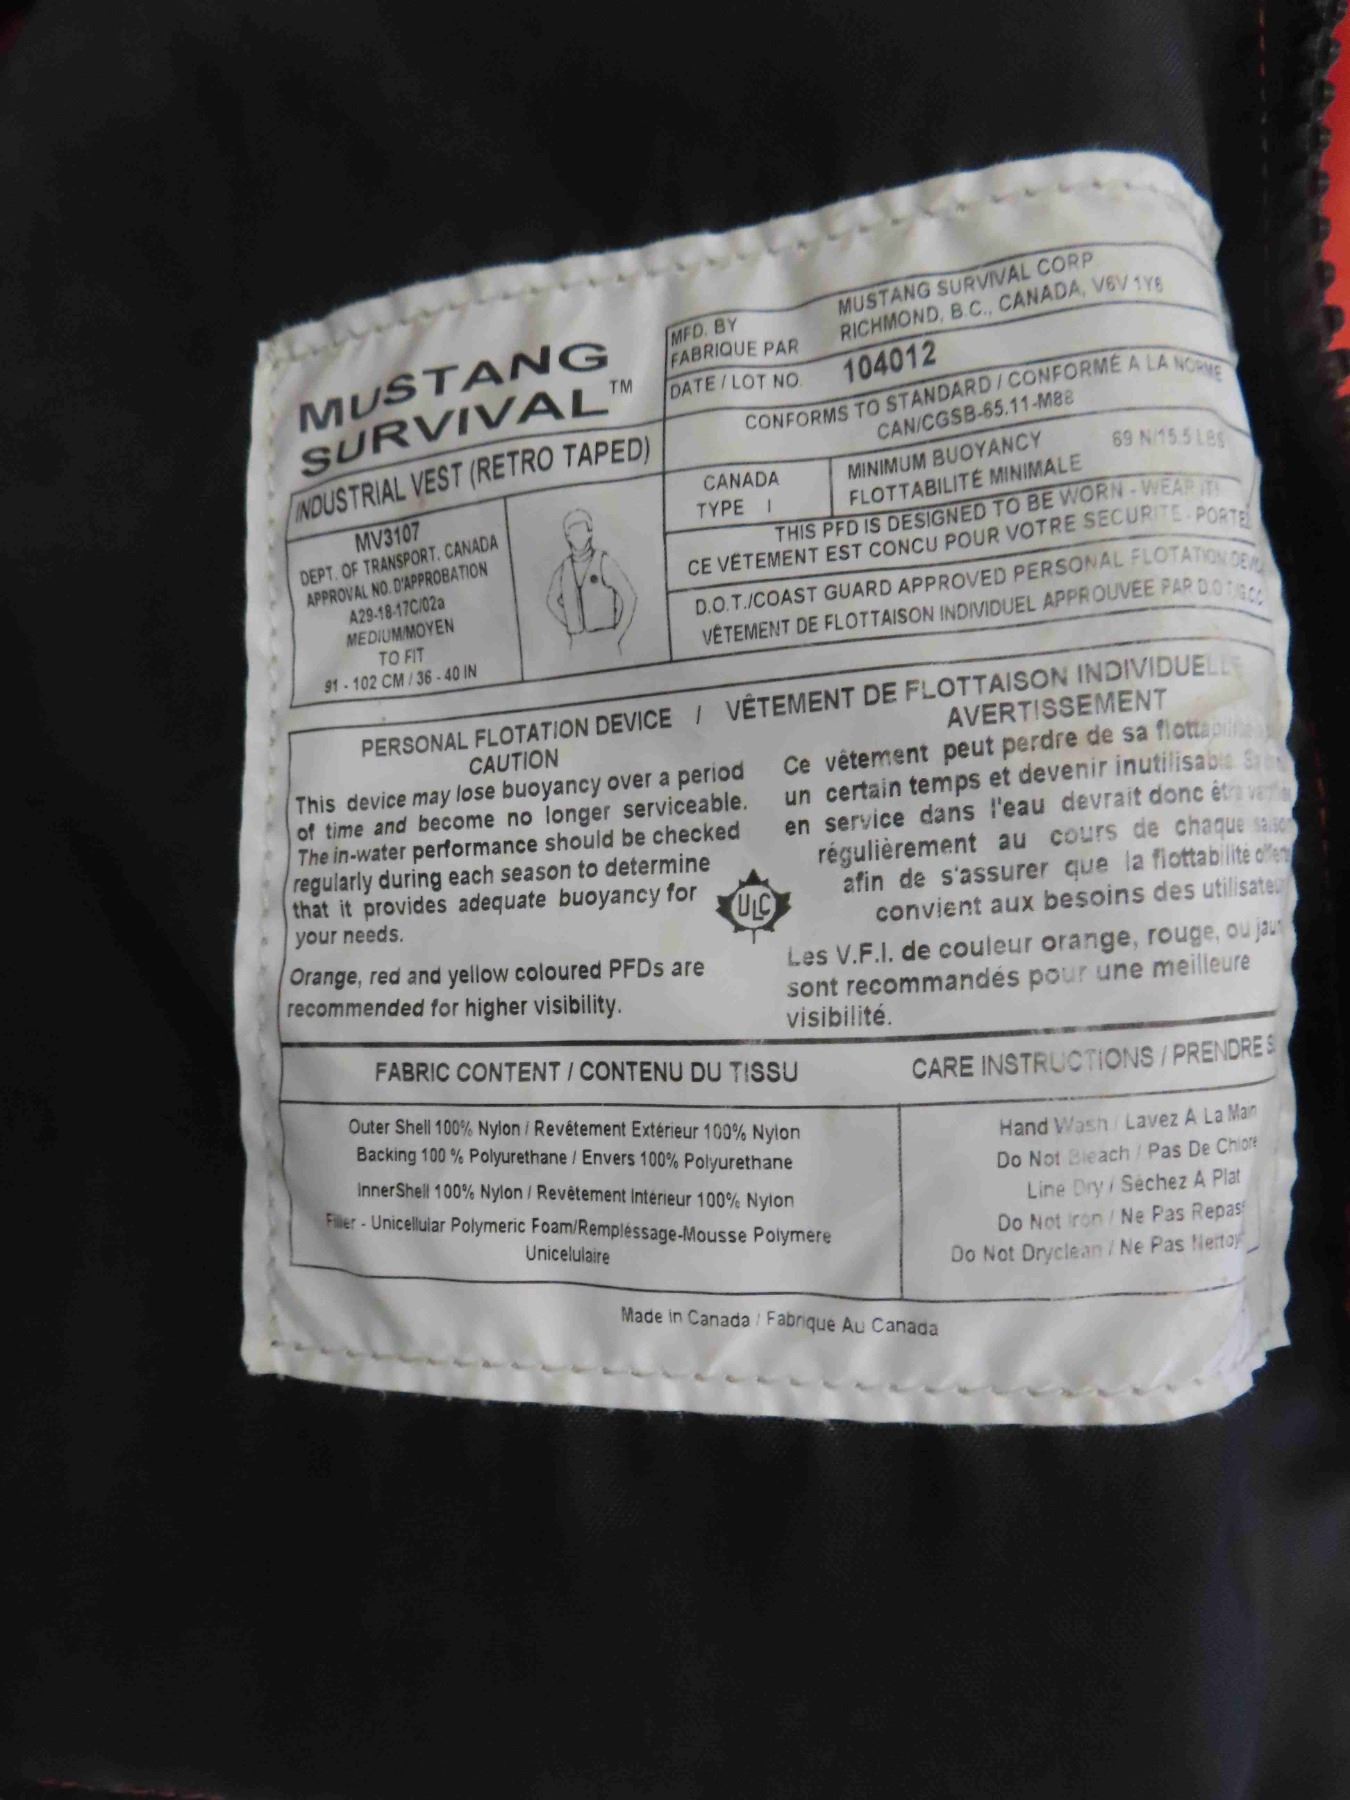 MUSTANG
SURVIVAL™
INDUSTRIAL VEST (RETRO TAPED)
MV3107
DEPT. OF TRANSPORT. CANADA
APPROVAL NO. D'APPROBATION
A29-18-17C/02a
MEDIUM/MOYEN
TO FIT
91 - 102 CM / 36 - 40 IN
MFD. BY
FABRIQUE PAR
MUSTANG SURVIVAL CORP
RICHMOND, B.C., CANADA, V6V 1Y6
DATE / LOT NO. 104012
CONFORMS TO STANDARD / CONFORMÉ A LA NORME
CAN/CGSB-65.11-M88
CANADA
TYPE I
MINIMUM BUOYANCY 69 N/15.5 LBS
FLOTTABILITÉ MINIMALE
THIS PFD IS DESIGNED TO BE WORN - WEAR IT!
CE VÊTEMENT EST CONCU POUR VOTRE SECURITE - PORTEZ
D.O.T./COAST GUARD APPROVED PERSONAL FLOTATION
VÊTEMENT DE FLOTTAISON INDIVIDUEL APPROUVÉE PAR
PERSONAL FLOTATION DEVICE / VÊTEMENT DE FLOTTAISON INDIVIDUELLE
CAUTION
This device may lose buoyancy over a period
of time and become no longer serviceable.
The in-water performance should be checked
regularly during each season to determine
that it provides adequate buoyancy for
your needs.
Orange, red and yellow coloured PFDs are
recommended for higher visibility.
ULC
AVERTISSEMENT
Ce vêtement peut perdre de sa
un certain temps et devenir inutilisable.
en service dans l'eau devrait donc
régulièrement au cours de chaque saison
afin de s'assurer que la flottabilité
convient aux besoins des
Les V.F.I. de couleur orange, rouge, ou
sont recommandés pour une meilleure
visibilité.
FABRIC CONTENT / CONTENU DU TISSU
Outer Shell 100% Nylon / Revêtement Extérieur 100% Nylon
Backing 100 % Polyurethane / Envers 100% Polyurethane
InnerShell 100% Nylon / Revêtement Intérieur 100% Nylon
Filler - Unicellular Polymeric Foam/Rempléssage-Mousse Polymere
Unicelulaire
CARE INSTRUCTIONS / PRENDRE
Hand Wash / Lavez A La Main
Do Not Bleach / Pas De Chlore
Line Dry / Séchez A Plat
Do Not Iron / Ne Pas
Do Not Dryclean / Ne Pas
Made in Canada / Fabrique Au Canada